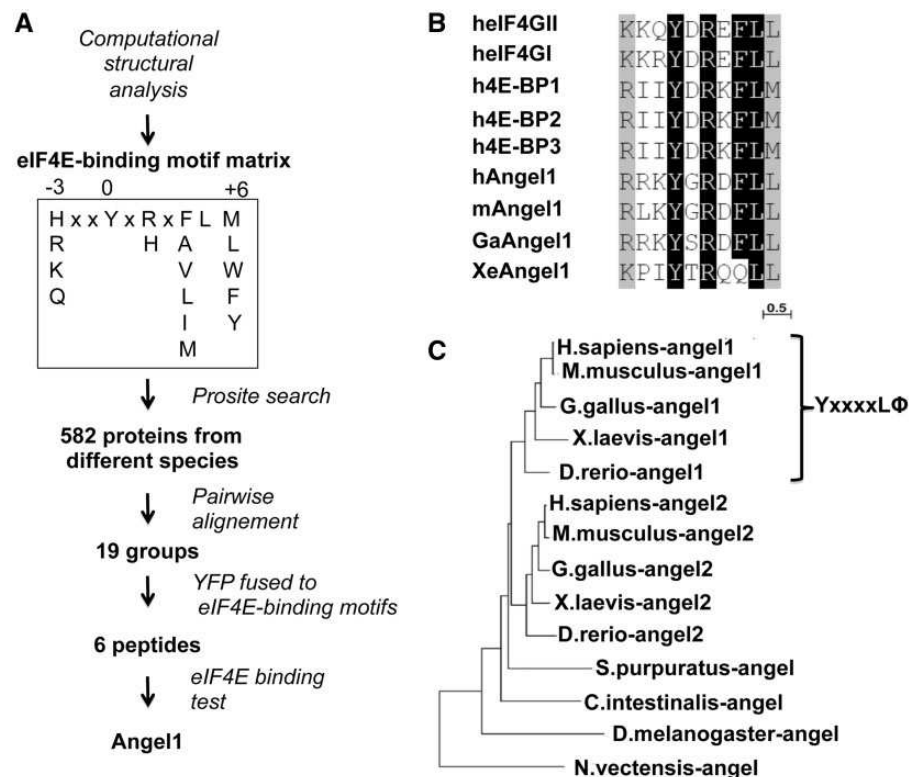 A
Computational
structural
analysis
eIF4E-binding motif matrix
-3 0 +6
H x x Y x R x F L M
R H A L
K V W
Q L F
I Y
M
Prosite search
582 proteins from
different species
Pairwise
alignement
19 groups
YFP fused to
eIF4E-binding motifs
6 peptides
eIF4E binding
test
Angel1
B
heIF4GII KKQYDREFLL
heIF4GI KKRYDREFLL
h4E-BP1 RIIYDRKFLM
h4E-BP2 RIIYDRKFLM
h4E-BP3 RIIYDRKFLM
hAngel1 RRKYGRDFLL
mAngel1 RLKYGRDFLL
GaAngel1 RRKYSRDFLL
XeAngel1 KPIYTRQQLL
0.5
C
H.sapiens-angel1
M.musculus-angel1
G.gallus-angel1
X.laevis-angel1
D.rerio-angel1
YxxxxLΦ
H.sapiens-angel2
M.musculus-angel2
G.gallus-angel2
X.laevis-angel2
D.rerio-angel2
S.purpuratus-angel
C.intestinalis-angel
D.melanogaster-angel
N.vectensis-angel